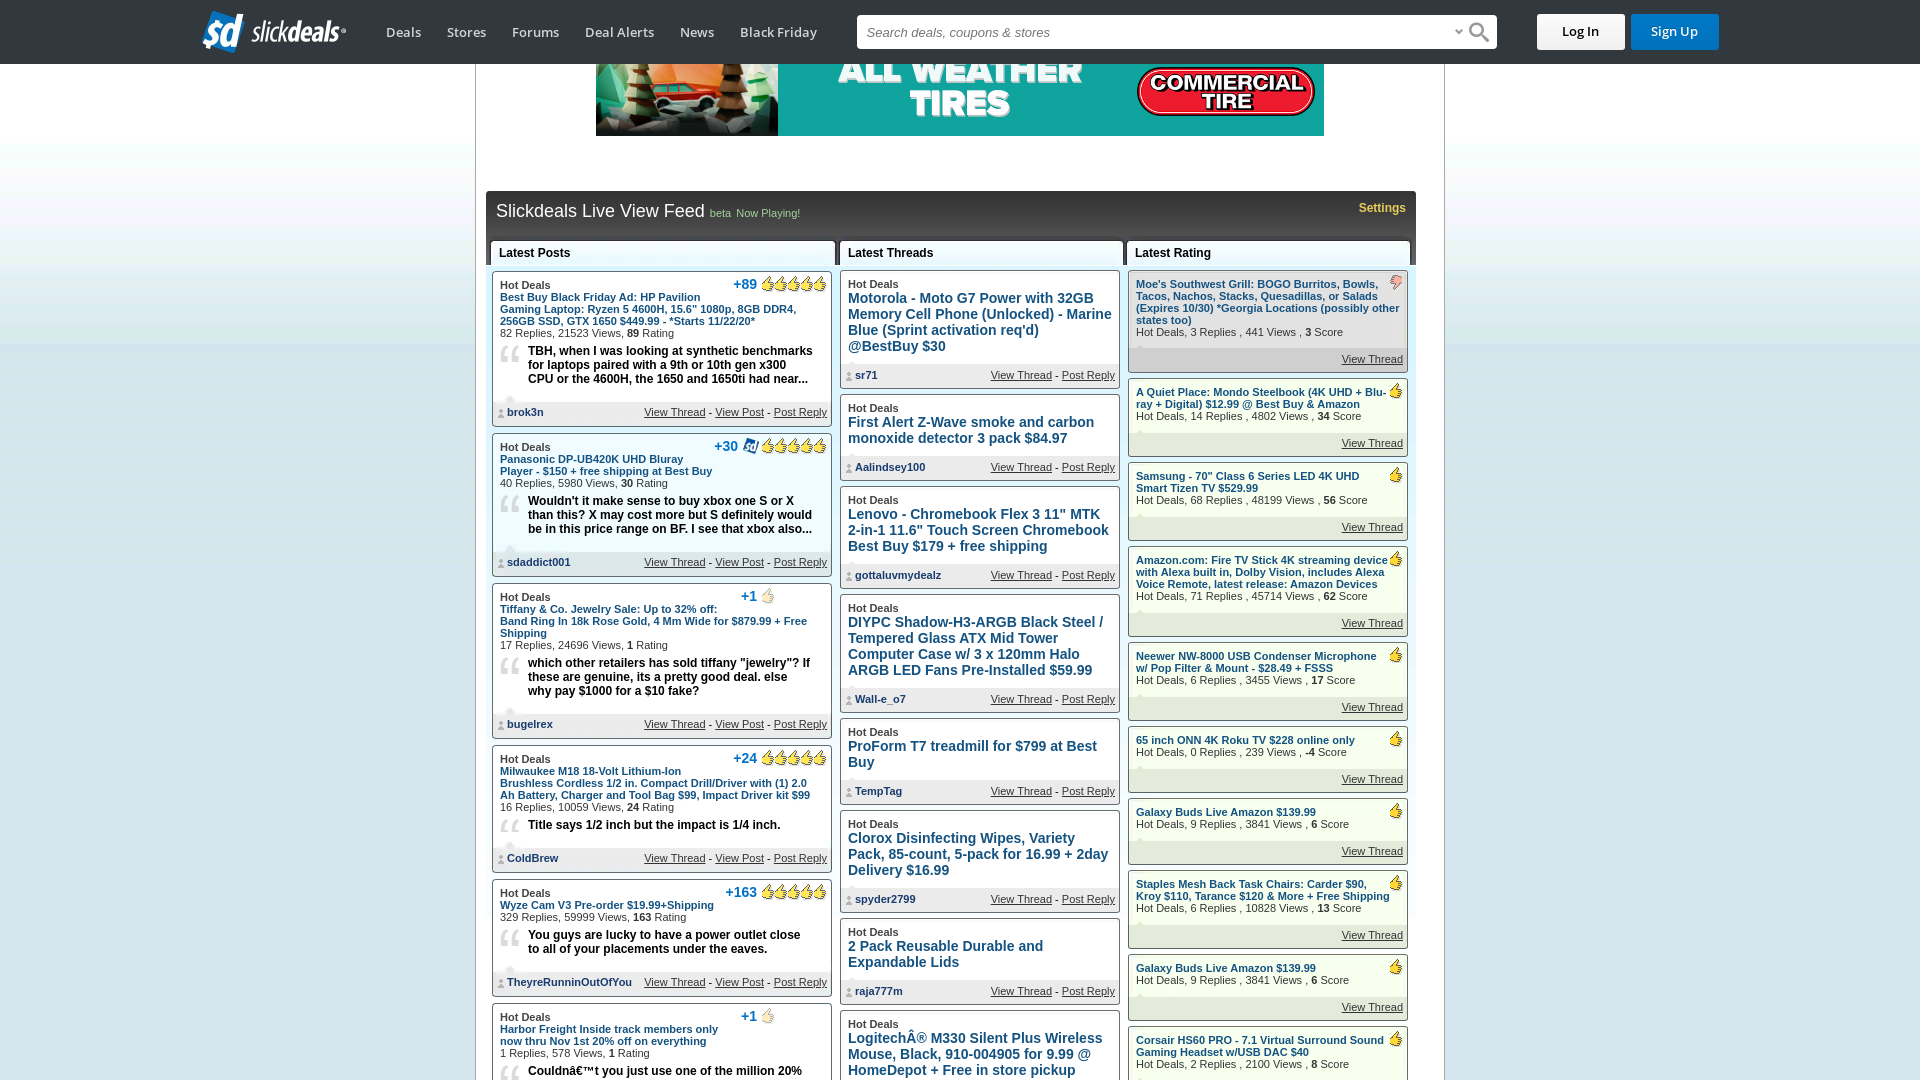 slickdeals
Deals
Stores
Forums
Deal Alerts
News
Black Friday
Search deals, coupons & stores
Log In
Sign Up
ALL WEATHER
TIRES
COMMERCIAL
TIRE
Slickdeals Live View Feed beta Now Playing!
Settings
Latest Posts
Hot Deals
+89
Best Buy Black Friday Ad: HP Pavilion
Gaming Laptop: Ryzen 5 4600H, 15.6" 1080p, 8GB DDR4,
256GB SSD, GTX 1650 $449.99 - *Starts 11/22/20*
82 Replies, 21523 Views, 89 Rating
TBH, when I was looking at synthetic benchmarks
for laptops paired with a 9th or 10th gen x300
CPU or the 4600H, the 1650 and 1650ti had near...
brok3n
View Thread - View Post - Post Reply
Hot Deals
+30
Panasonic DP-UB420K UHD Bluray
Player - $150 + free shipping at Best Buy
40 Replies, 5980 Views, 30 Rating
Wouldn't it make sense to buy xbox one S or X
than this? X may cost more but S definitely would
be in this price range on BF. I see that xbox also...
sdaddict001
View Thread - View Post - Post Reply
Hot Deals
+1
Tiffany & Co. Jewelry Sale: Up to 32% off:
Band Ring In 18k Rose Gold, 4 Mm Wide for $879.99 + Free
Shipping
17 Replies, 24696 Views, 1 Rating
which other retailers has sold tiffany "jewelry"? If
these are genuine, its a pretty good deal. else
why pay $1000 for a $10 fake?
bugelrex
View Thread - View Post - Post Reply
Hot Deals
+24
Milwaukee M18 18-Volt Lithium-Ion
Brushless Cordless 1/2 in. Compact Drill/Driver with (1) 2.0
Ah Battery, Charger and Tool Bag $99, Impact Driver kit $99
16 Replies, 10059 Views, 24 Rating
Title says 1/2 inch but the impact is 1/4 inch.
ColdBrew
View Thread - View Post - Post Reply
Hot Deals
+163
Wyze Cam V3 Pre-order $19.99+Shipping
329 Replies, 59999 Views, 163 Rating
You guys are lucky to have a power outlet close
to all of your placements under the eaves.
TheyreRunninOutOfYou
View Thread - View Post - Post Reply
Hot Deals
+1
Harbor Freight Inside track members only
now thru Nov 1st 20% off on everything
1 Replies, 578 Views, 1 Rating
Couldnâ€™t you just use one of the million 20%
Latest Threads
Hot Deals
Motorola - Moto G7 Power with 32GB
Memory Cell Phone (Unlocked) - Marine
Blue (Sprint activation req'd)
@BestBuy $30
sr71
View Thread - Post Reply
Hot Deals
First Alert Z-Wave smoke and carbon
monoxide detector 3 pack $84.97
Aalindsey100
View Thread - Post Reply
Hot Deals
Lenovo - Chromebook Flex 3 11" MTK
2-in-1 11.6" Touch Screen Chromebook
Best Buy $179 + free shipping
gottaluvmydealz
View Thread - Post Reply
Hot Deals
DIYPC Shadow-H3-ARGB Black Steel /
Tempered Glass ATX Mid Tower
Computer Case w/ 3 x 120mm Halo
ARGB LED Fans Pre-Installed $59.99
Wall-e_o7
View Thread - Post Reply
Hot Deals
ProForm T7 treadmill for $799 at Best
Buy
TempTag
View Thread - Post Reply
Hot Deals
Clorox Disinfecting Wipes, Variety
Pack, 85-count, 5-pack for 16.99 + 2day
Delivery $16.99
spyder2799
View Thread - Post Reply
Hot Deals
2 Pack Reusable Durable and
Expandable Lids
raja777m
View Thread - Post Reply
Hot Deals
LogitechÂ® M330 Silent Plus Wireless
Mouse, Black, 910-004905 for 9.99 @
HomeDepot + Free in store pickup
Latest Rating
Moe's Southwest Grill: BOGO Burritos, Bowls,
Tacos, Nachos, Stacks, Quesadillas, or Salads
(Expires 10/30) *Georgia Locations (possibly other
states too)
Hot Deals, 3 Replies , 441 Views , 3 Score
View Thread
A Quiet Place: Mondo Steelbook (4K UHD + Blu-
ray + Digital) $12.99 @ Best Buy & Amazon
Hot Deals, 14 Replies , 4802 Views , 34 Score
View Thread
Samsung - 70" Class 6 Series LED 4K UHD
Smart Tizen TV $529.99
Hot Deals, 68 Replies , 48199 Views , 56 Score
View Thread
Amazon.com: Fire TV Stick 4K streaming device
with Alexa built in, Dolby Vision, includes Alexa
Voice Remote, latest release: Amazon Devices
Hot Deals, 71 Replies , 45714 Views , 62 Score
View Thread
Neewer NW-8000 USB Condenser Microphone
w/ Pop Filter & Mount - $28.49 + FSSS
Hot Deals, 6 Replies , 3455 Views , 17 Score
View Thread
65 inch ONN 4K Roku TV $228 online only
Hot Deals, 0 Replies , 239 Views , -4 Score
View Thread
Galaxy Buds Live Amazon $139.99
Hot Deals, 9 Replies , 3841 Views , 6 Score
View Thread
Staples Mesh Back Task Chairs: Carder $90,
Kroy $110, Tarance $120 & More + Free Shipping
Hot Deals, 6 Replies , 10828 Views , 13 Score
View Thread
Galaxy Buds Live Amazon $139.99
Hot Deals, 9 Replies , 3841 Views , 6 Score
View Thread
Corsair HS60 PRO - 7.1 Virtual Surround Sound
Gaming Headset w/USB DAC $40
Hot Deals, 2 Replies , 2100 Views , 8 Score